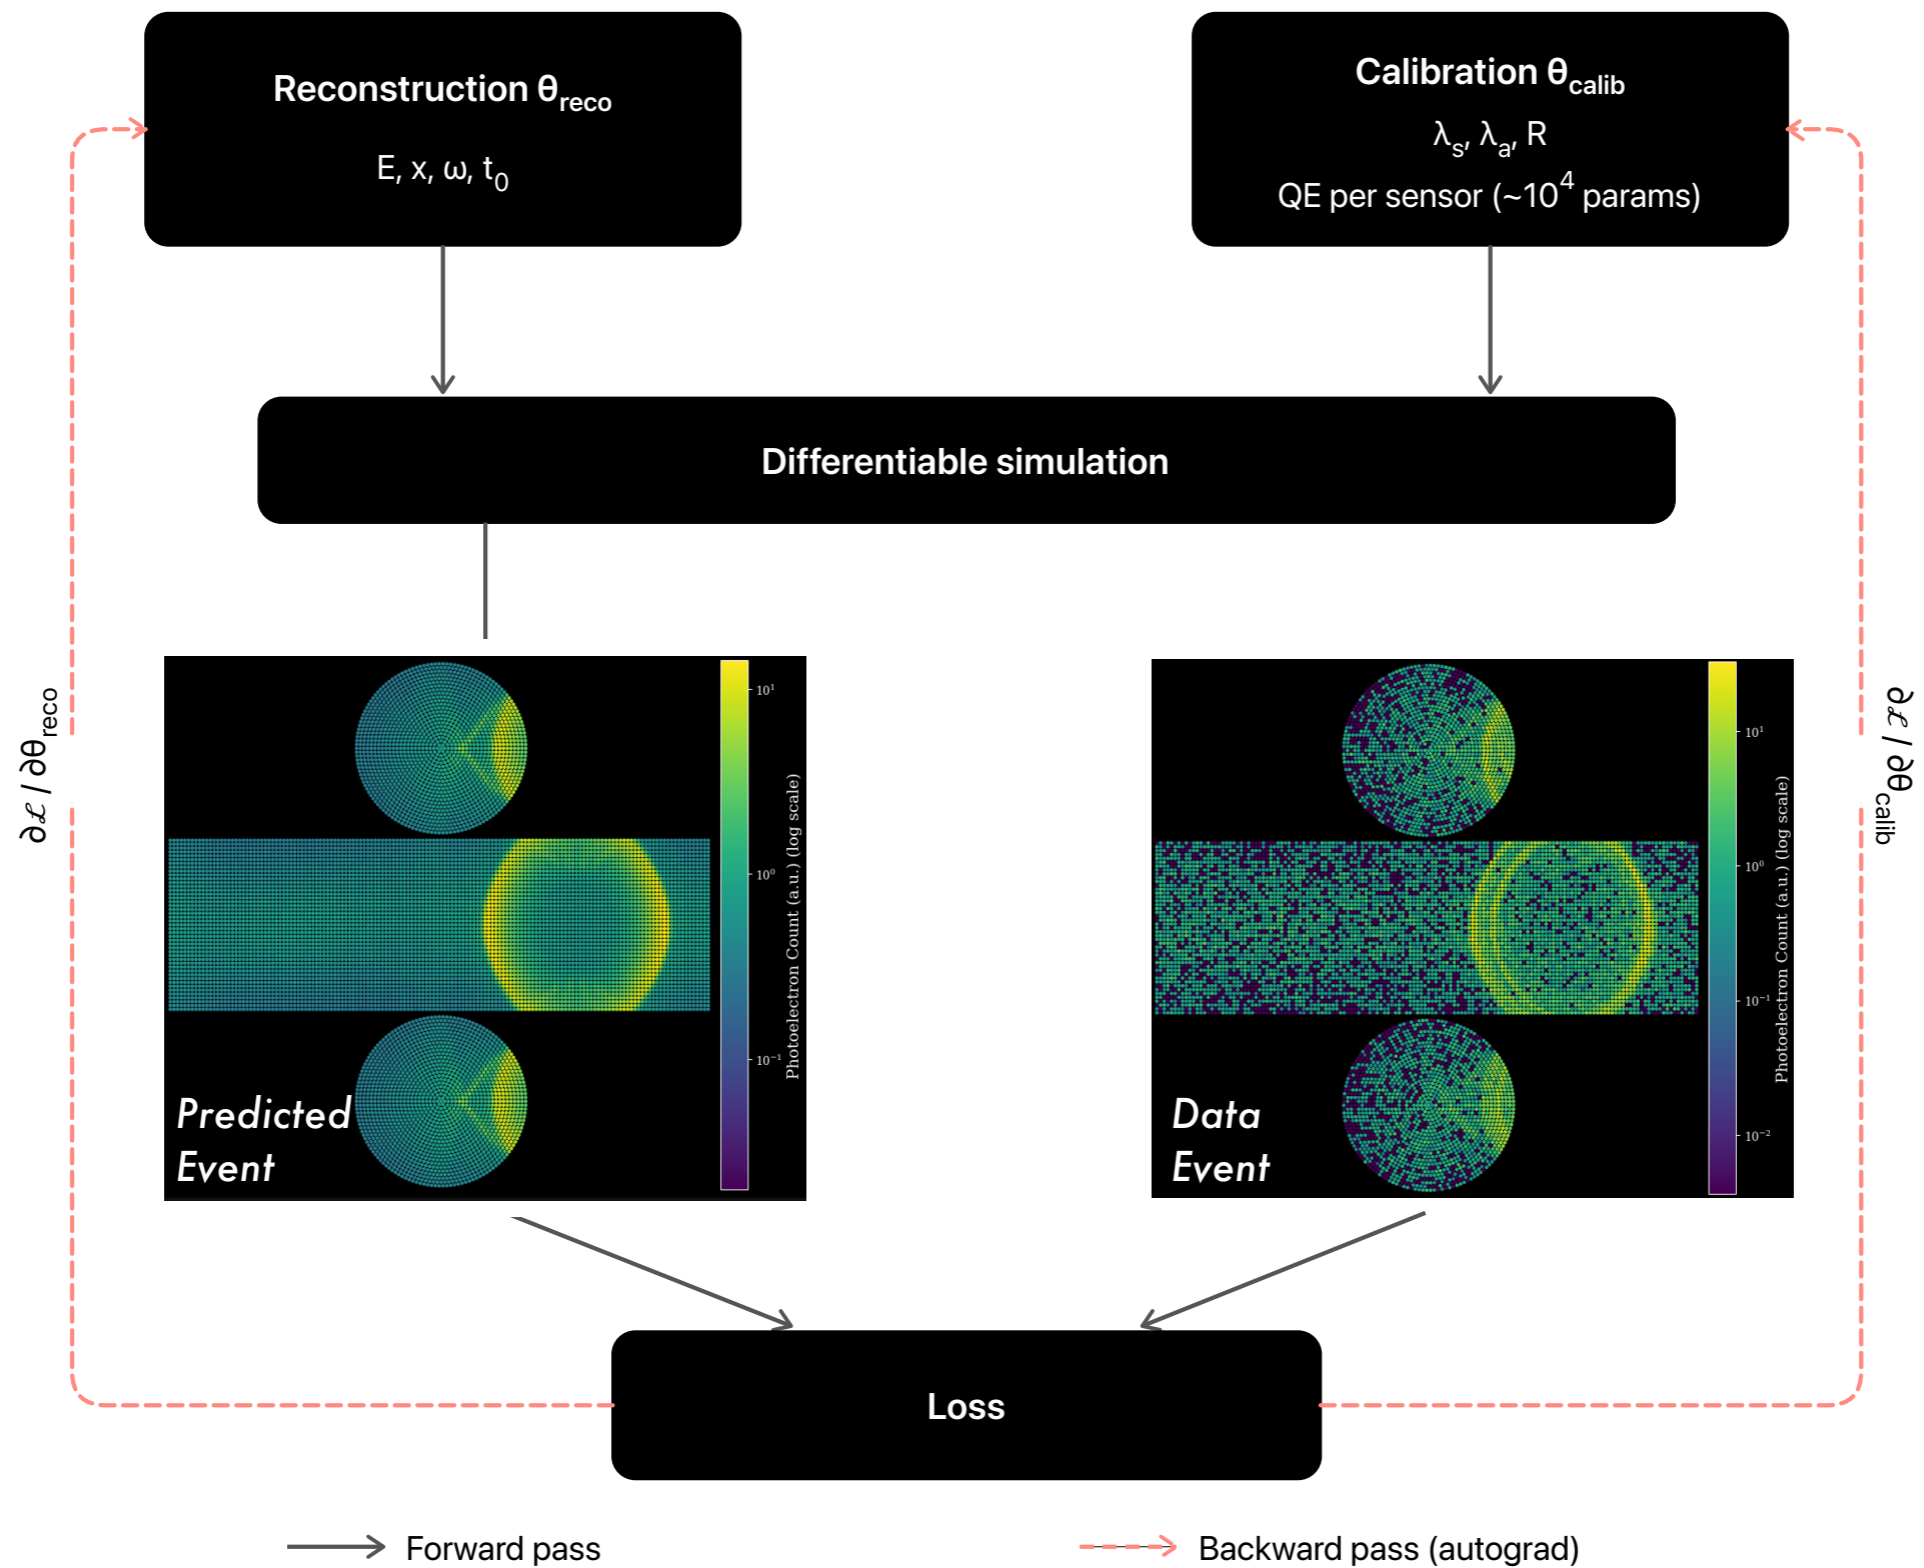 Reconstruction θreco
E, x, ω, t0
Calibration θcalib
λs, λa, R
QE per sensor (~10^4 params)
Differentiable simulation
∂ℒ / ∂θreco
10¹
10⁰
10⁻¹
Photoelectron Count (a.u.) (log scale)
Predicted
Event
10¹
10⁰
10⁻¹
10⁻²
Photoelectron Count (a.u.) (log scale)
Data
Event
∂ℒ / ∂θcalib
Loss
Forward pass
Backward pass (autograd)